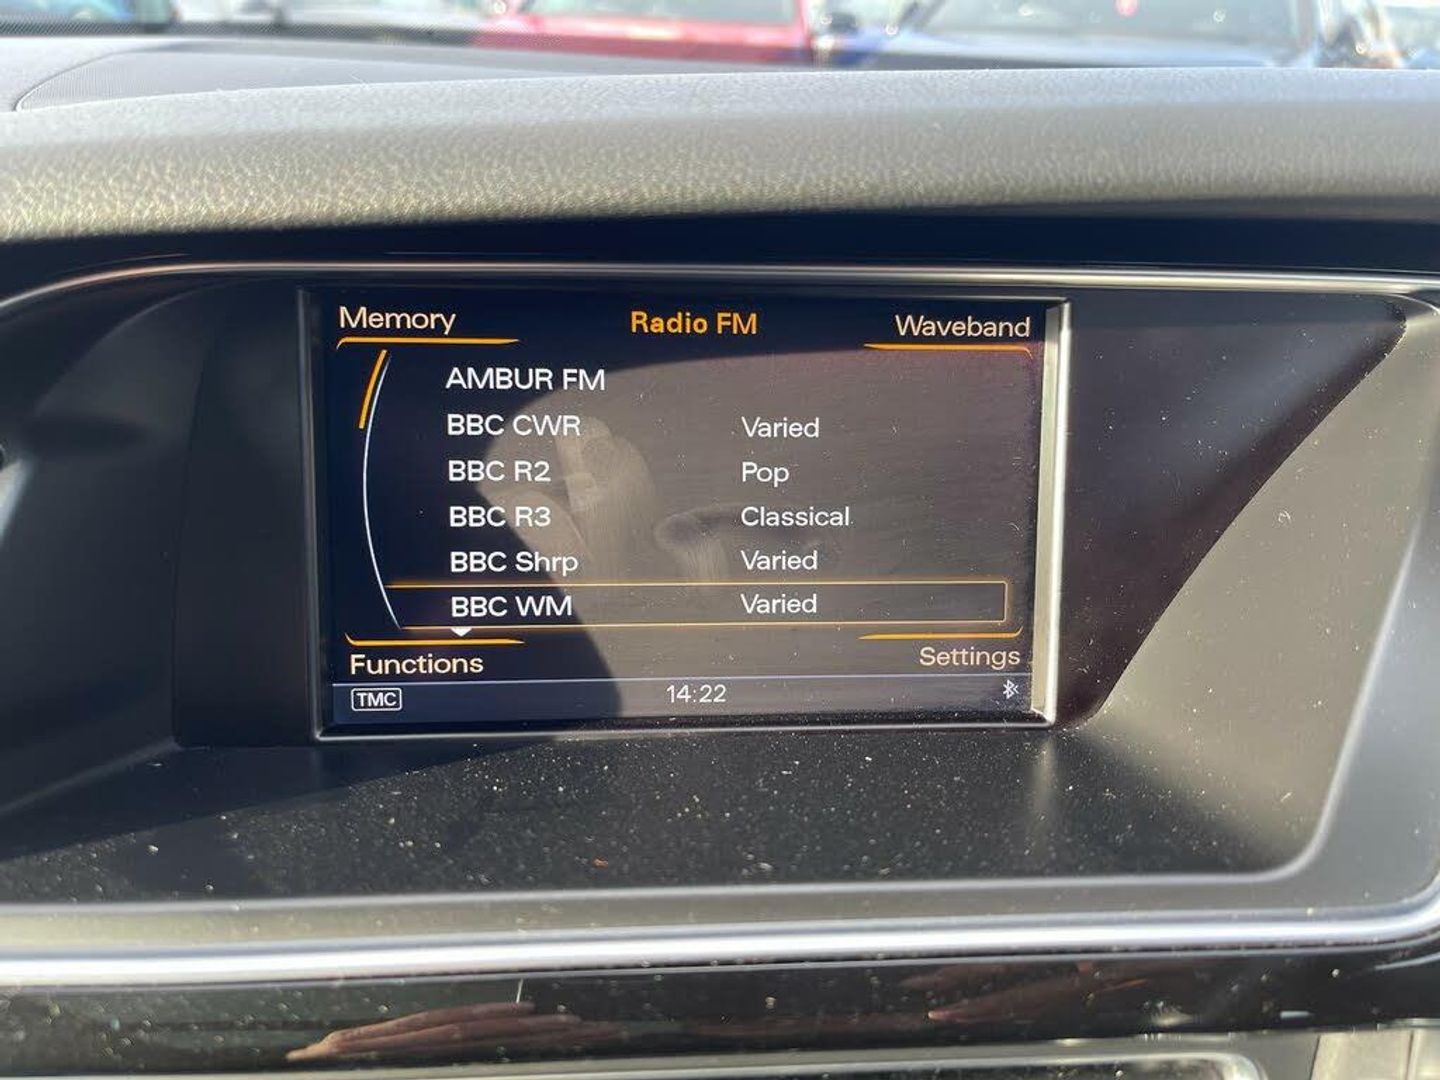 Memory Radio FM Waveband
AMBUR FM
BBC CWR Varied
BBC R2 Pop
BBC R3 Classical
BBC Shrp Varied
BBC WM Varied
Functions Settings
TMC 14:22